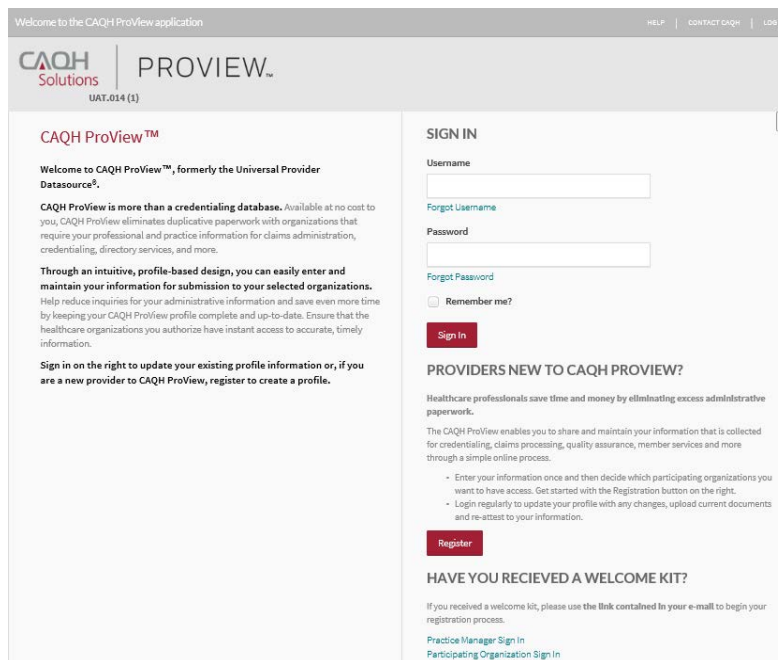 Welcome to the CAQH ProView application
HELP | CONTACT CAQH | LOG
CAQH
Solutions
PROVIEW™
UAT.014 (1)
CAQH ProView™
Welcome to CAQH ProView™, formerly the Universal Provider
Datasource®.
CAQH ProView is more than a credentialing database. Available at no cost to
you, CAQH ProView eliminates duplicative paperwork with organizations that
require your professional and practice information for claims administration,
credentialing, directory services, and more.
Through an intuitive, profile-based design, you can easily enter and
maintain your information for submission to your selected organizations.
Help reduce inquiries for your administrative information and save even more time
by keeping your CAQH ProView profile complete and up-to-date. Ensure that the
healthcare organizations you authorize have instant access to accurate, timely
information.
Sign in on the right to update your existing profile information or, if you
are a new provider to CAQH ProView, register to create a profile.
SIGN IN
Username
Forgot Username
Password
Forgot Password
Remember me?
Sign In
PROVIDERS NEW TO CAQH PROVIEW?
Healthcare professionals save time and money by eliminating excess administrative
paperwork.
The CAQH ProView enables you to share and maintain your information that is collected
for credentialing, claims processing, quality assurance, member services and more
through a simple online process.
- Enter your information once and then decide which participating organizations you
want to have access. Get started with the Registration button on the right.
- Login regularly to update your profile with any changes, upload current documents
and re-attest to your information.
Register
HAVE YOU RECIEVED A WELCOME KIT?
If you received a welcome kit, please use the link contained in your e-mail to begin your
registration process.
Practice Manager Sign In
Participating Organization Sign In